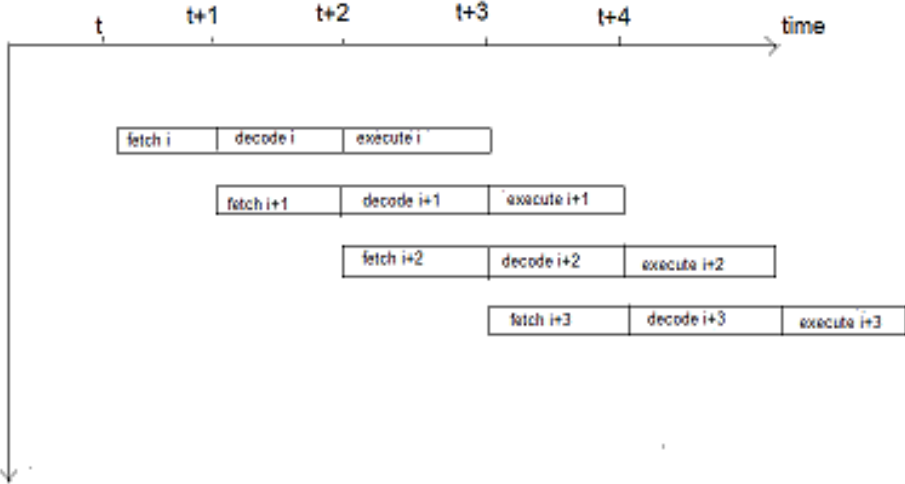 t t+1 t+2 t+3 t+4 time
fetch i decode i execute i
fetch i+1 decode i+1 execute i+1
fetch i+2 decode i+2 execute i+2
fetch i+3 decode i+3 execute i+3